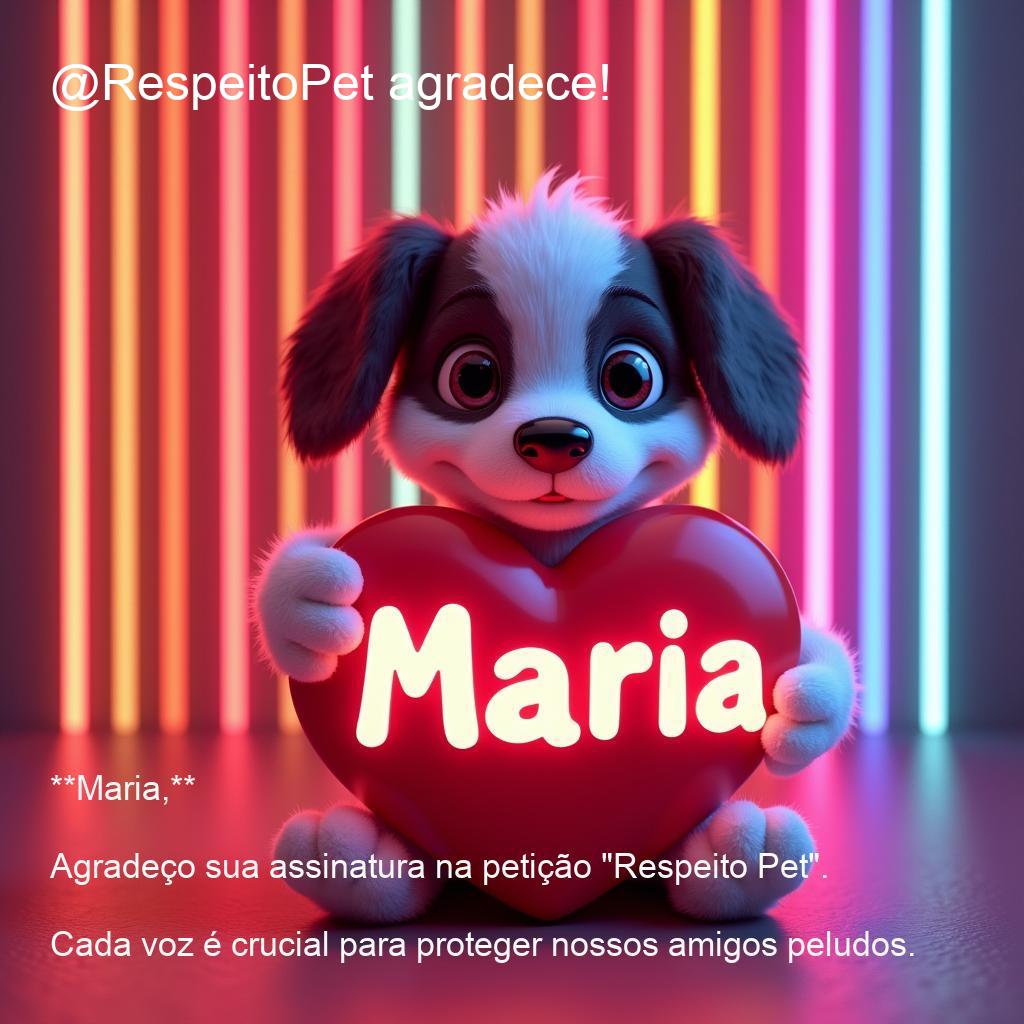 @RespeitoPet agradece!
Maria
**Maria,**
Agradeço sua assinatura na petição "Respeito Pet".
Cada voz é crucial para proteger nossos amigos peludos.